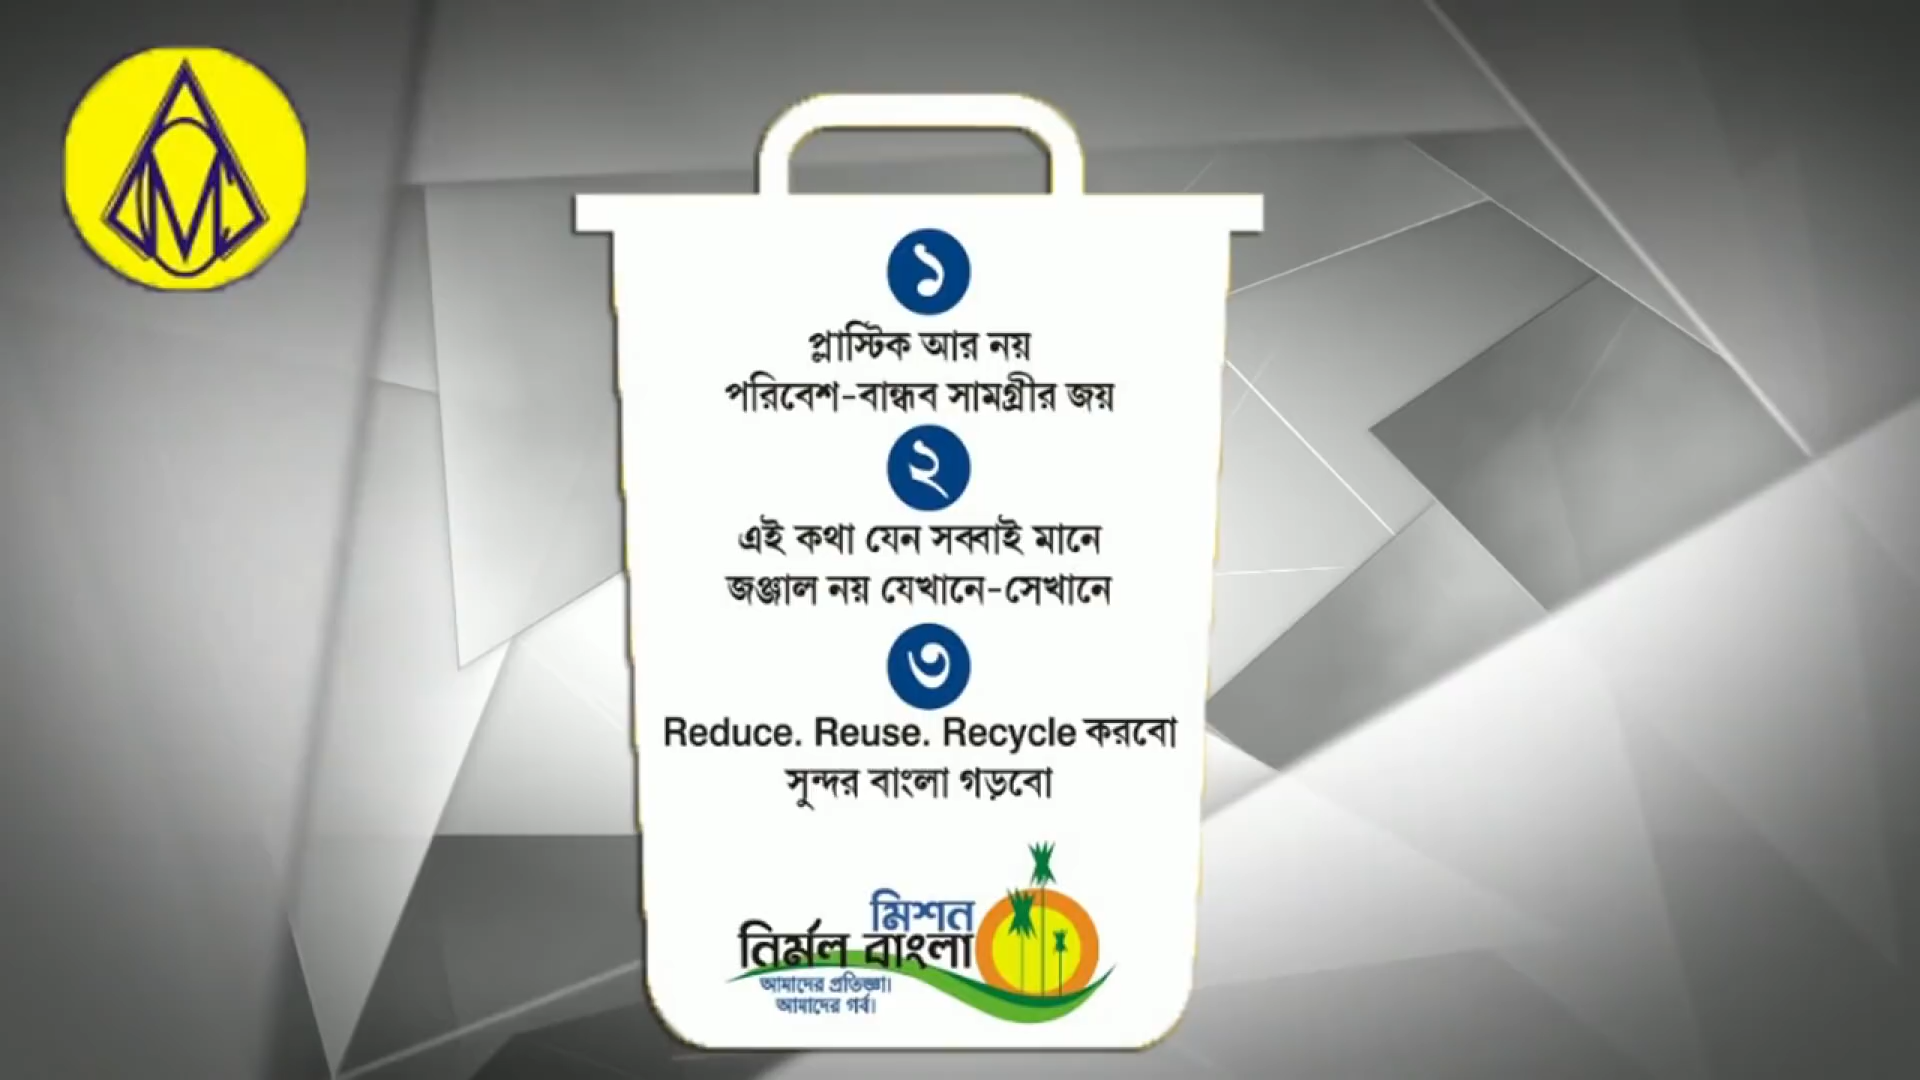 ১
প্লাস্টিক আর নয়
পরিবেশ-বান্ধব সামগ্রীর জয়
২
এই কথা যেন সব্বাই মানে
জঞ্জাল নয় যেখানে-সেখানে
৩
Reduce. Reuse. Recycle করবো
সুন্দর বাংলা গড়বো
মিশন
নির্মল বাংলা
আমাদের প্রতিজ্ঞা।
আমাদের গর্ব।